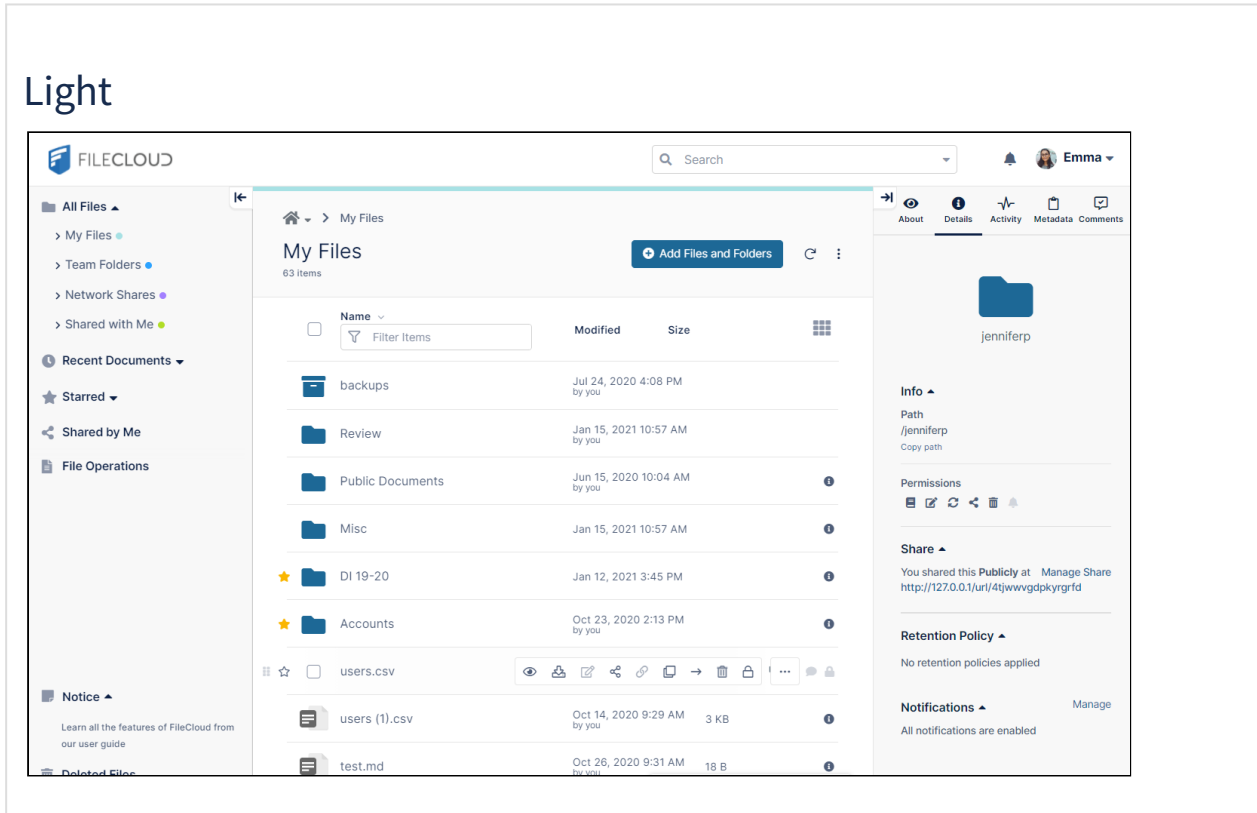 Light
FILECLOUD
Search
Emma
All Files
My Files
Team Folders
Network Shares
Shared with Me
Recent Documents
Starred
Shared by Me
File Operations
Notice
Learn all the features of FileCloud from
our user guide
Deleted Files
My Files
My Files
63 items
Add Files and Folders
Name
Filter Items
Modified
Size
backups
Jul 24, 2020 4:08 PM
by you
Review
Jan 15, 2021 10:57 AM
by you
Public Documents
Jun 15, 2020 10:04 AM
by you
Misc
Jan 15, 2021 10:57 AM
DI 19-20
Jan 12, 2021 3:45 PM
Accounts
Oct 23, 2020 2:13 PM
by you
users.csv
users (1).csv
Oct 14, 2020 9:29 AM
by you
3 KB
test.md
Oct 26, 2020 9:31 AM
by you
18 B
About
Details
Activity
Metadata
Comments
jenniferp
Info
Path
/jenniferp
Copy path
Permissions
Share
You shared this Publicly at
Manage Share
http://127.0.0.1/url/4tjwwvgdpkyrgrfd
Retention Policy
No retention policies applied
Notifications
Manage
All notifications are enabled